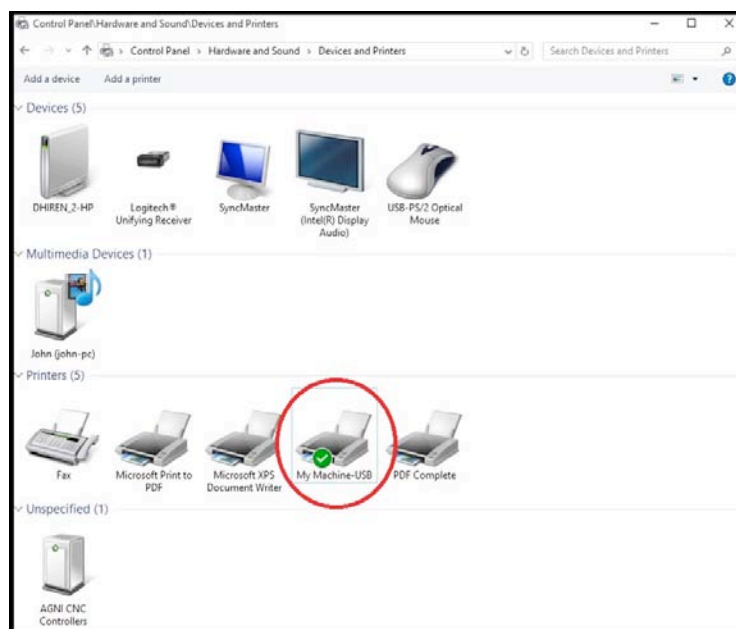 Control Panel\Hardware and Sound\Devices and Printers
Control Panel > Hardware and Sound > Devices and Printers
Search Devices and Printers
Add a device Add a printer
Devices (5)
DHIREN_2-HP
Logitech®
Unifying Receiver
SyncMaster
SyncMaster
(Intel(R) Display
Audio)
USB-PS/2 Optical
Mouse
Multimedia Devices (1)
John (john-pc)
Printers (5)
Fax
Microsoft Print to
PDF
Microsoft XPS
Document Writer
My Machine-USB
PDF Complete
Unspecified (1)
AGNI CNC
Controllers